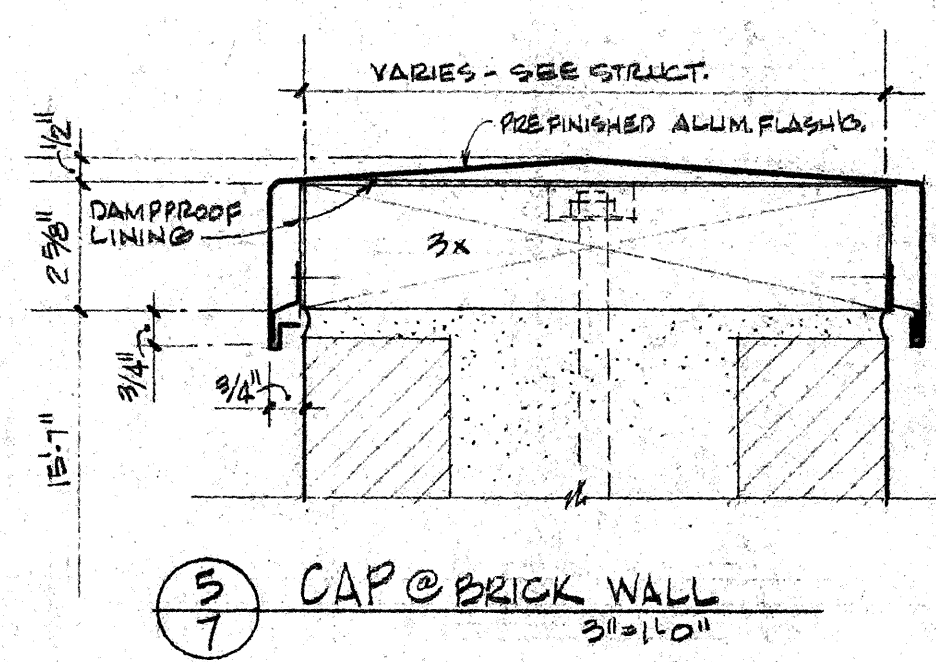 VARIES - SEE STRUCT.
PREFINISHED ALUM. FLASH'G.
1/2"
DAMPPROOF
LINING
2 5/8"
3x
3/4"
3/4"
15'-7"
5
7
CAP @ BRICK WALL
3"=1'-0"